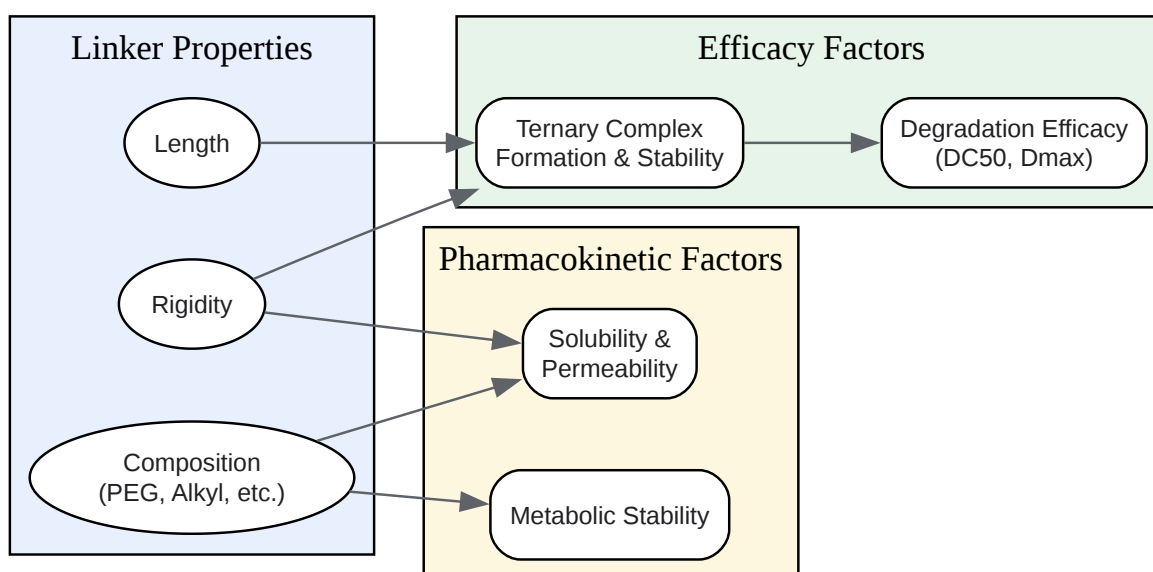 Linker Properties
Length
Rigidity
Composition
(PEG, Alkyl, etc.)
Efficacy Factors
Ternary Complex
Formation & Stability
Degradation Efficacy
(DC50, Dmax)
Pharmacokinetic Factors
Solubility &
Permeability
Metabolic Stability